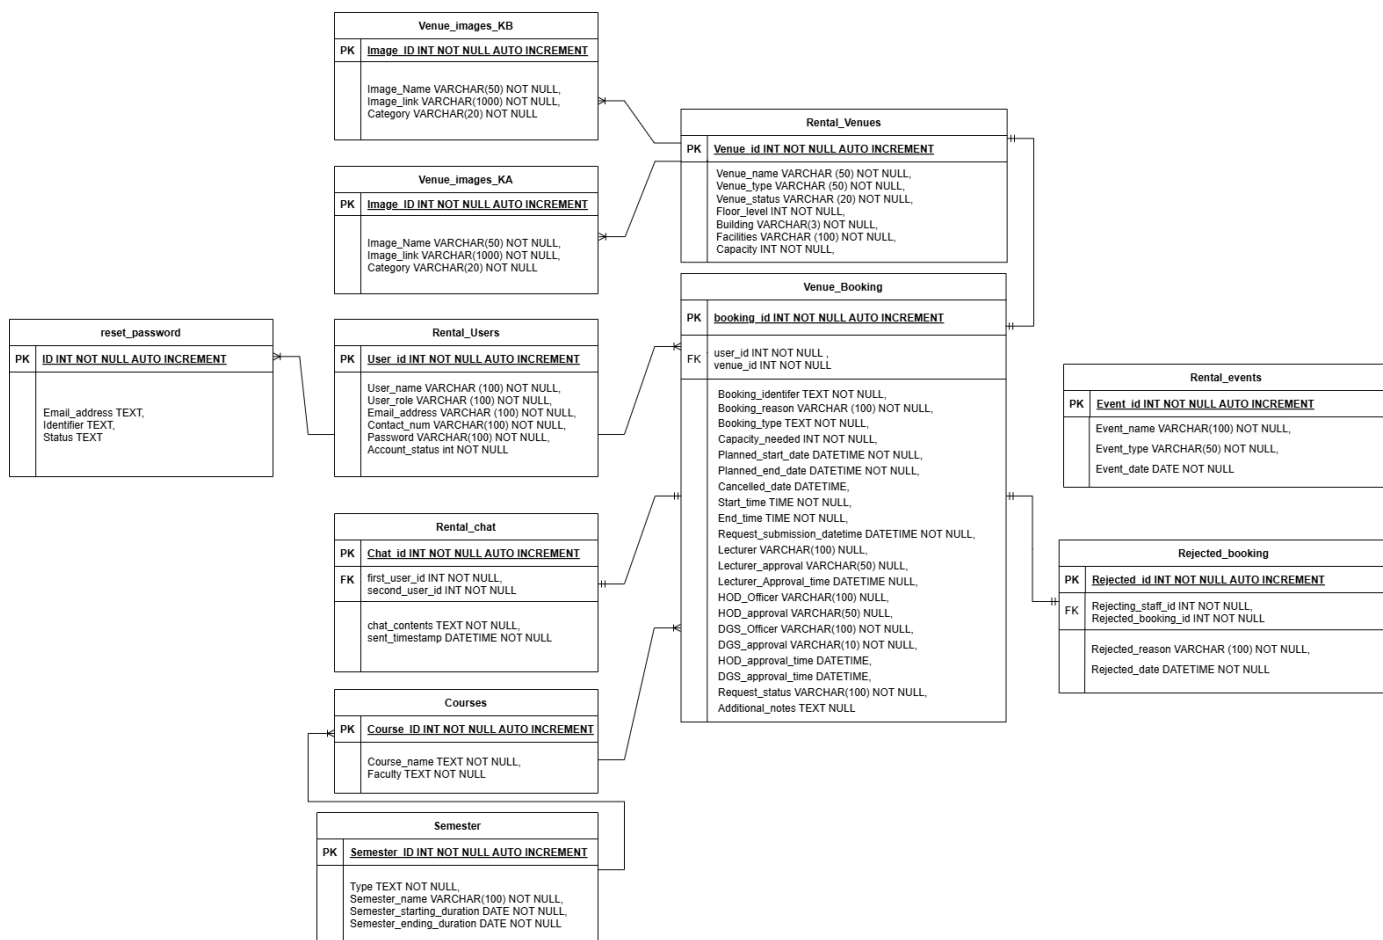 Venue_images_KB
PK Image_ID INT NOT NULL AUTO INCREMENT
Image_Name VARCHAR(50) NOT NULL,
Image_link VARCHAR(1000) NOT NULL,
Category VARCHAR(20) NOT NULL
Venue_images_KA
PK Image_ID INT NOT NULL AUTO INCREMENT
Image_Name VARCHAR(50) NOT NULL,
Image_link VARCHAR(1000) NOT NULL,
Category VARCHAR(20) NOT NULL
Rental_Venues
PK Venue_id INT NOT NULL AUTO INCREMENT
Venue_name VARCHAR (50) NOT NULL,
Venue_type VARCHAR (50) NOT NULL,
Venue_status VARCHAR (20) NOT NULL,
Floor_level INT NOT NULL,
Building VARCHAR(3) NOT NULL,
Facilities VARCHAR (100) NOT NULL,
Capacity INT NOT NULL,
reset_password
PK ID INT NOT NULL AUTO INCREMENT
Email_address TEXT,
Identifier TEXT,
Status TEXT
Rental_Users
PK User_id INT NOT NULL AUTO INCREMENT
User_name VARCHAR (100) NOT NULL,
User_role VARCHAR (100) NOT NULL,
Email_address VARCHAR (100) NOT NULL,
Contact_num VARCHAR(100) NOT NULL,
Password VARCHAR(100) NOT NULL,
Account_status int NOT NULL
Venue_Booking
PK booking_id INT NOT NULL AUTO INCREMENT
FK user_id INT NOT NULL ,
venue_id INT NOT NULL
Booking_identifer TEXT NOT NULL,
Booking_reason VARCHAR (100) NOT NULL,
Booking_type TEXT NOT NULL,
Capacity_needed INT NOT NULL,
Planned_start_date DATETIME NOT NULL,
Planned_end_date DATETIME NOT NULL,
Cancelled_date DATETIME,
Start_time TIME NOT NULL,
End_time TIME NOT NULL,
Request_submission_datetime DATETIME NOT NULL,
Lecturer VARCHAR(100) NULL,
Lecturer_approval VARCHAR(50) NULL,
Lecturer_Approval_time DATETIME NULL,
HOD_Officer VARCHAR(100) NULL,
HOD_approval VARCHAR(50) NULL,
DGS_Officer VARCHAR(100) NOT NULL,
DGS_approval VARCHAR(10) NOT NULL,
HOD_approval_time DATETIME,
DGS_approval_time DATETIME,
Request_status VARCHAR(100) NOT NULL,
Additional_notes TEXT NULL
Rental_events
PK Event_id INT NOT NULL AUTO INCREMENT
Event_name VARCHAR(100) NOT NULL,
Event_type VARCHAR(50) NOT NULL,
Event_date DATE NOT NULL
Rental_chat
PK Chat_id INT NOT NULL AUTO INCREMENT
FK first_user_id INT NOT NULL,
second_user_id INT NOT NULL
chat_contents TEXT NOT NULL,
sent_timestamp DATETIME NOT NULL
Rejected_booking
PK Rejected_id INT NOT NULL AUTO INCREMENT
FK Rejecting_staff_id INT NOT NULL,
Rejected_booking_id INT NOT NULL
Rejected_reason VARCHAR (100) NOT NULL,
Rejected_date DATETIME NOT NULL
Courses
PK Course_ID INT NOT NULL AUTO INCREMENT
Course_name TEXT NOT NULL,
Faculty TEXT NOT NULL
Semester
PK Semester_ID INT NOT NULL AUTO INCREMENT
Type TEXT NOT NULL,
Semester_name VARCHAR(100) NOT NULL,
Semester_starting_duration DATE NOT NULL,
Semester_ending_duration DATE NOT NULL